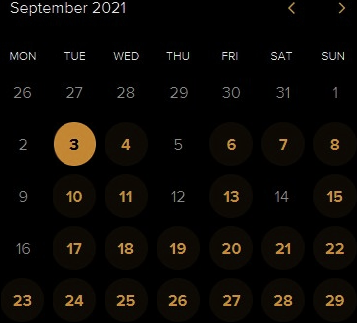 September 2021 < >
MON TUE WED THU FRI SAT SUN
26 27 28 29 30 31 1
2 3 4 5 6 7 8
9 10 11 12 13 14 15
16 17 18 19 20 21 22
23 24 25 26 27 28 29